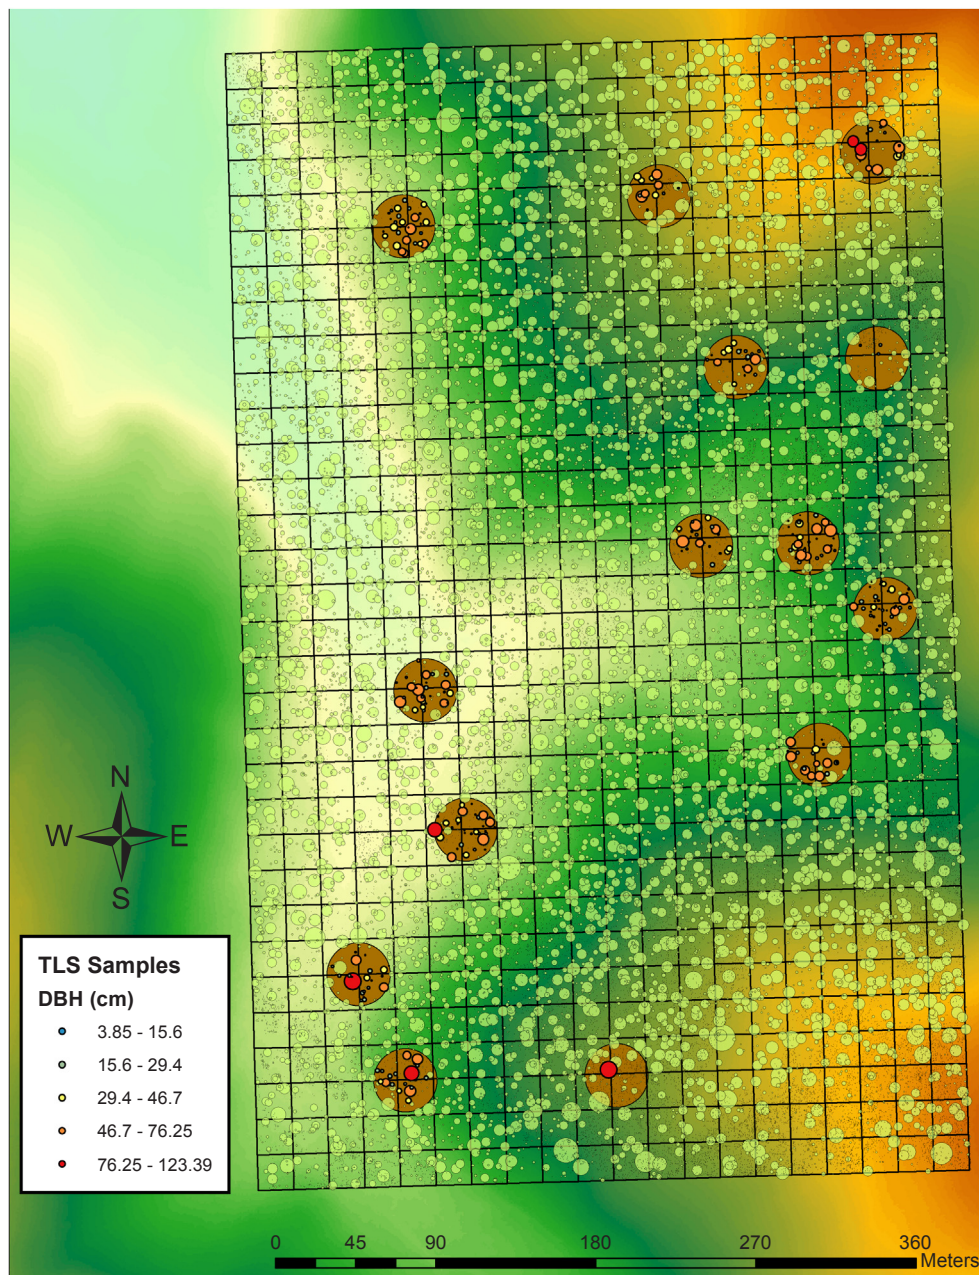 N
W E
S
TLS Samples
DBH (cm)
3.85 - 15.6
15.6 - 29.4
29.4 - 46.7
46.7 - 76.25
76.25 - 123.39
0 45 90 180 270 360
Meters